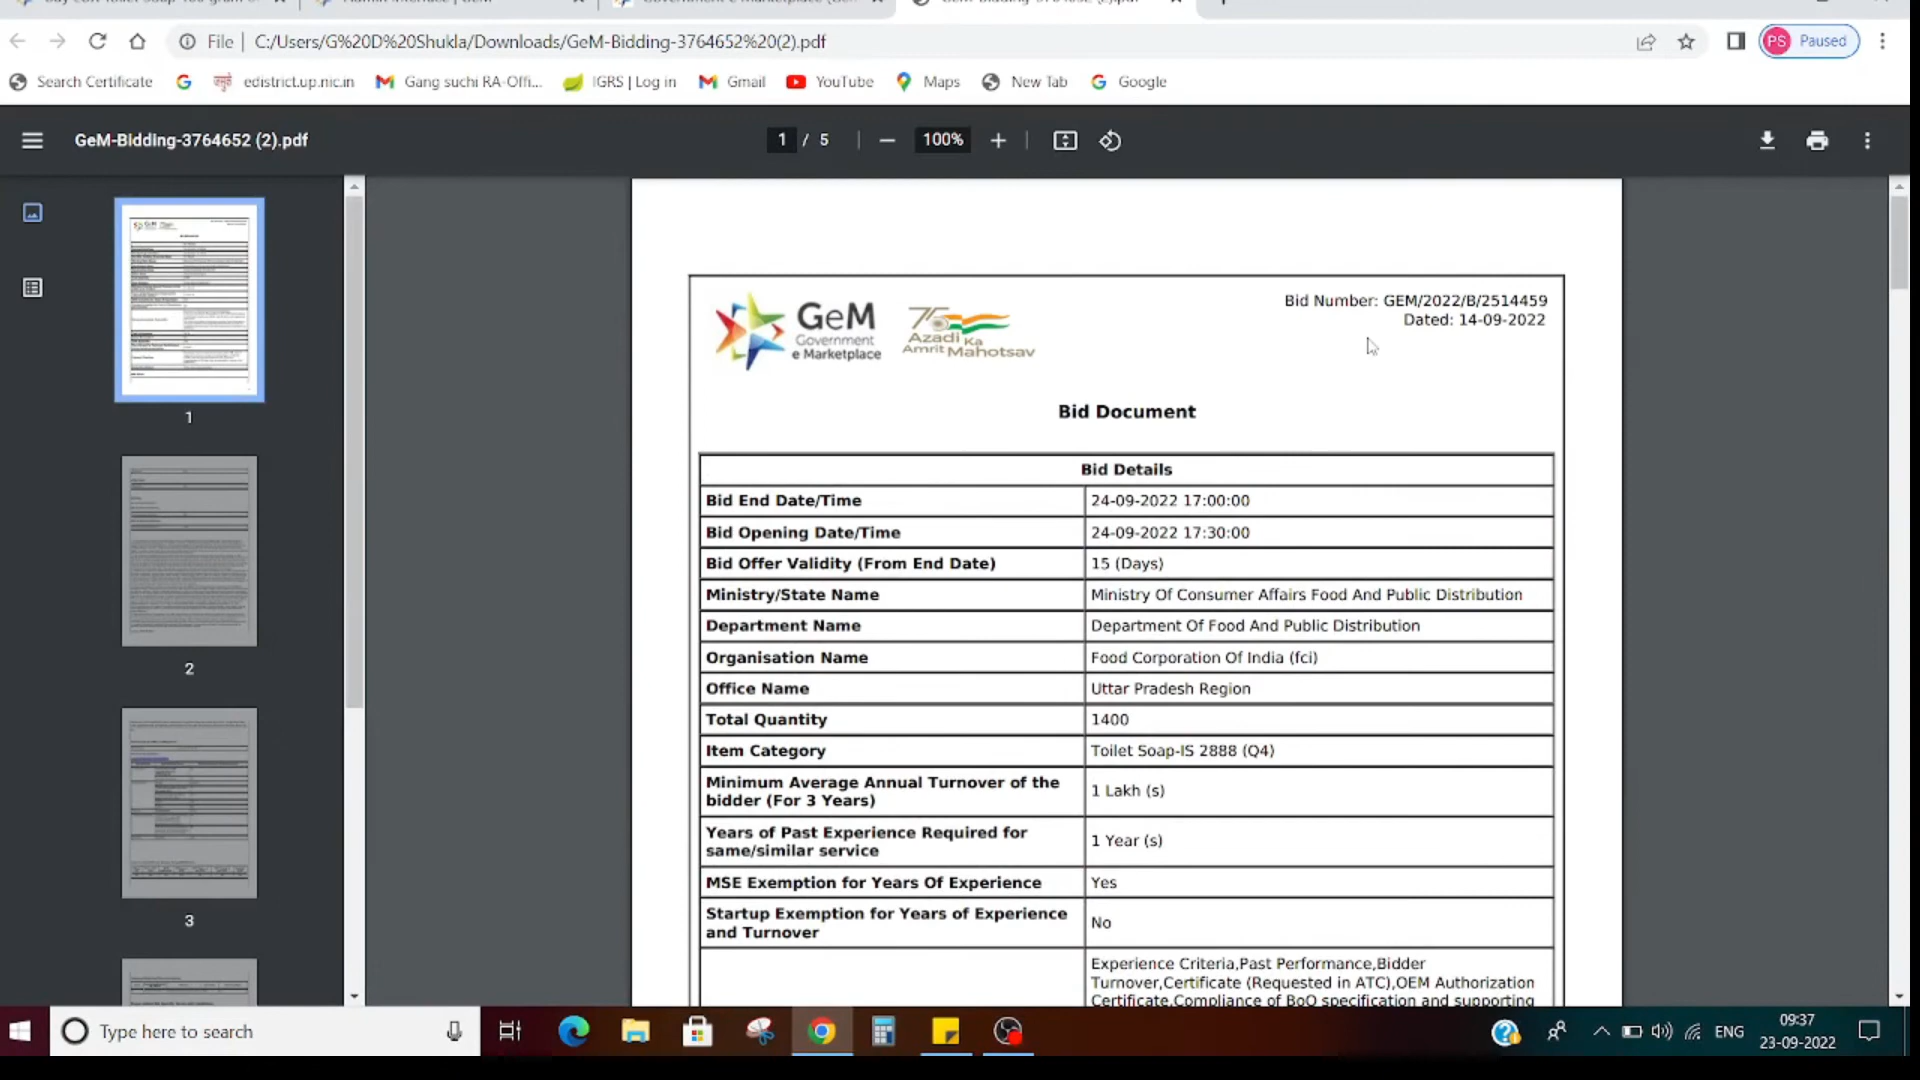 File | C:/Users/G%20D%20Shukla/Downloads/GeM-Bidding-3764652%20(2).pdf
PS Paused
Search Certificate
edistrict.up.nic.in
Gang suchi RA-Offi...
IGRS | Log in
Gmail
YouTube
Maps
New Tab
Google
GeM-Bidding-3764652 (2).pdf
1 / 5
100%
1
2
3
GeM
Government
e Marketplace
75
Azadi Ka
Amrit Mahotsav
Bid Number: GEM/2022/B/2514459
Dated: 14-09-2022
Bid Document
Bid Details
Bid End Date/Time 24-09-2022 17:00:00
Bid Opening Date/Time 24-09-2022 17:30:00
Bid Offer Validity (From End Date) 15 (Days)
Ministry/State Name Ministry Of Consumer Affairs Food And Public Distribution
Department Name Department Of Food And Public Distribution
Organisation Name Food Corporation Of India (fci)
Office Name Uttar Pradesh Region
Total Quantity 1400
Item Category Toilet Soap-IS 2888 (Q4)
Minimum Average Annual Turnover of the
bidder (For 3 Years) 1 Lakh (s)
Years of Past Experience Required for
same/similar service 1 Year (s)
MSE Exemption for Years Of Experience Yes
Startup Exemption for Years of Experience
and Turnover No
Experience Criteria,Past Performance,Bidder
Turnover,Certificate (Requested in ATC),OEM Authorization
Certificate,Compliance of BoQ specification and supporting
Type here to search
ENG
09:37
23-09-2022